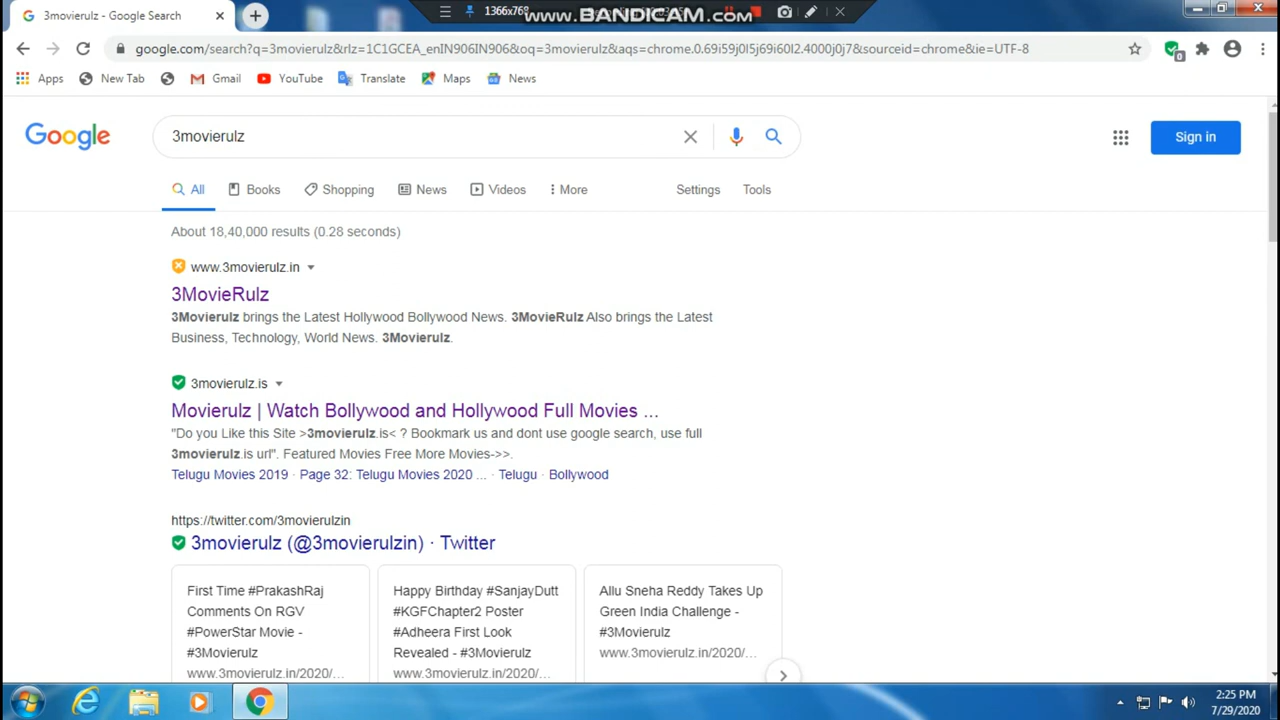 3movierulz - Google Search
1366x768
www.BANDICAM.com
google.com/search?q=3movierulz&rlz=1C1GCEA_enIN906IN906&oq=3movierulz&aqs=chrome.0.69i59j0l5j69i60l2.4000j0j7&sourceid=chrome&ie=UTF-8
0
Apps New Tab Gmail YouTube Translate Maps News
Google
3movierulz
Sign in
All Books Shopping News Videos More Settings Tools
About 18,40,000 results (0.28 seconds)
www.3movierulz.in
3MovieRulz
3Movierulz brings the Latest Hollywood Bollywood News. 3MovieRulz Also brings the Latest
Business, Technology, World News. 3Movierulz.
3movierulz.is
Movierulz | Watch Bollywood and Hollywood Full Movies ...
"Do you Like this Site >3movierulz.is< ? Bookmark us and dont use google search, use full
3movierulz.is url". Featured Movies Free More Movies->>.
Telugu Movies 2019 · Page 32: Telugu Movies 2020 ... · Telugu · Bollywood
https://twitter.com/3movierulzin
3movierulz (@3movierulzin) · Twitter
First Time #PrakashRaj
Comments On RGV
#PowerStar Movie -
#3Movierulz
www.3movierulz.in/2020/...
Happy Birthday #SanjayDutt
#KGFChapter2 Poster
#Adheera First Look
Revealed - #3Movierulz
www.3movierulz.in/2020/...
Allu Sneha Reddy Takes Up
Green India Challenge -
#3Movierulz
www.3movierulz.in/2020/...
2:25 PM
7/29/2020